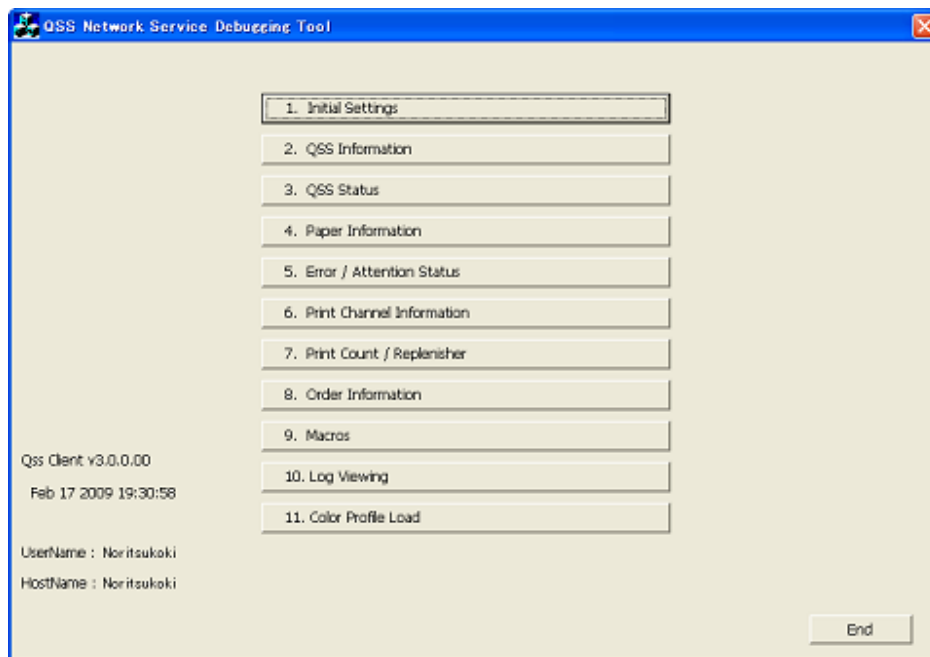 QSS Network Service Debugging Tool
1. Initial Settings
2. QSS Information
3. QSS Status
4. Paper Information
5. Error / Attention Status
6. Print Channel Information
7. Print Count / Replenisher
8. Order Information
9. Macros
10. Log Viewing
11. Color Profile Load
Qss Client v3.0.0.00
Feb 17 2009 19:30:58
UserName : Noritsukoki
HostName : Noritsukoki
End